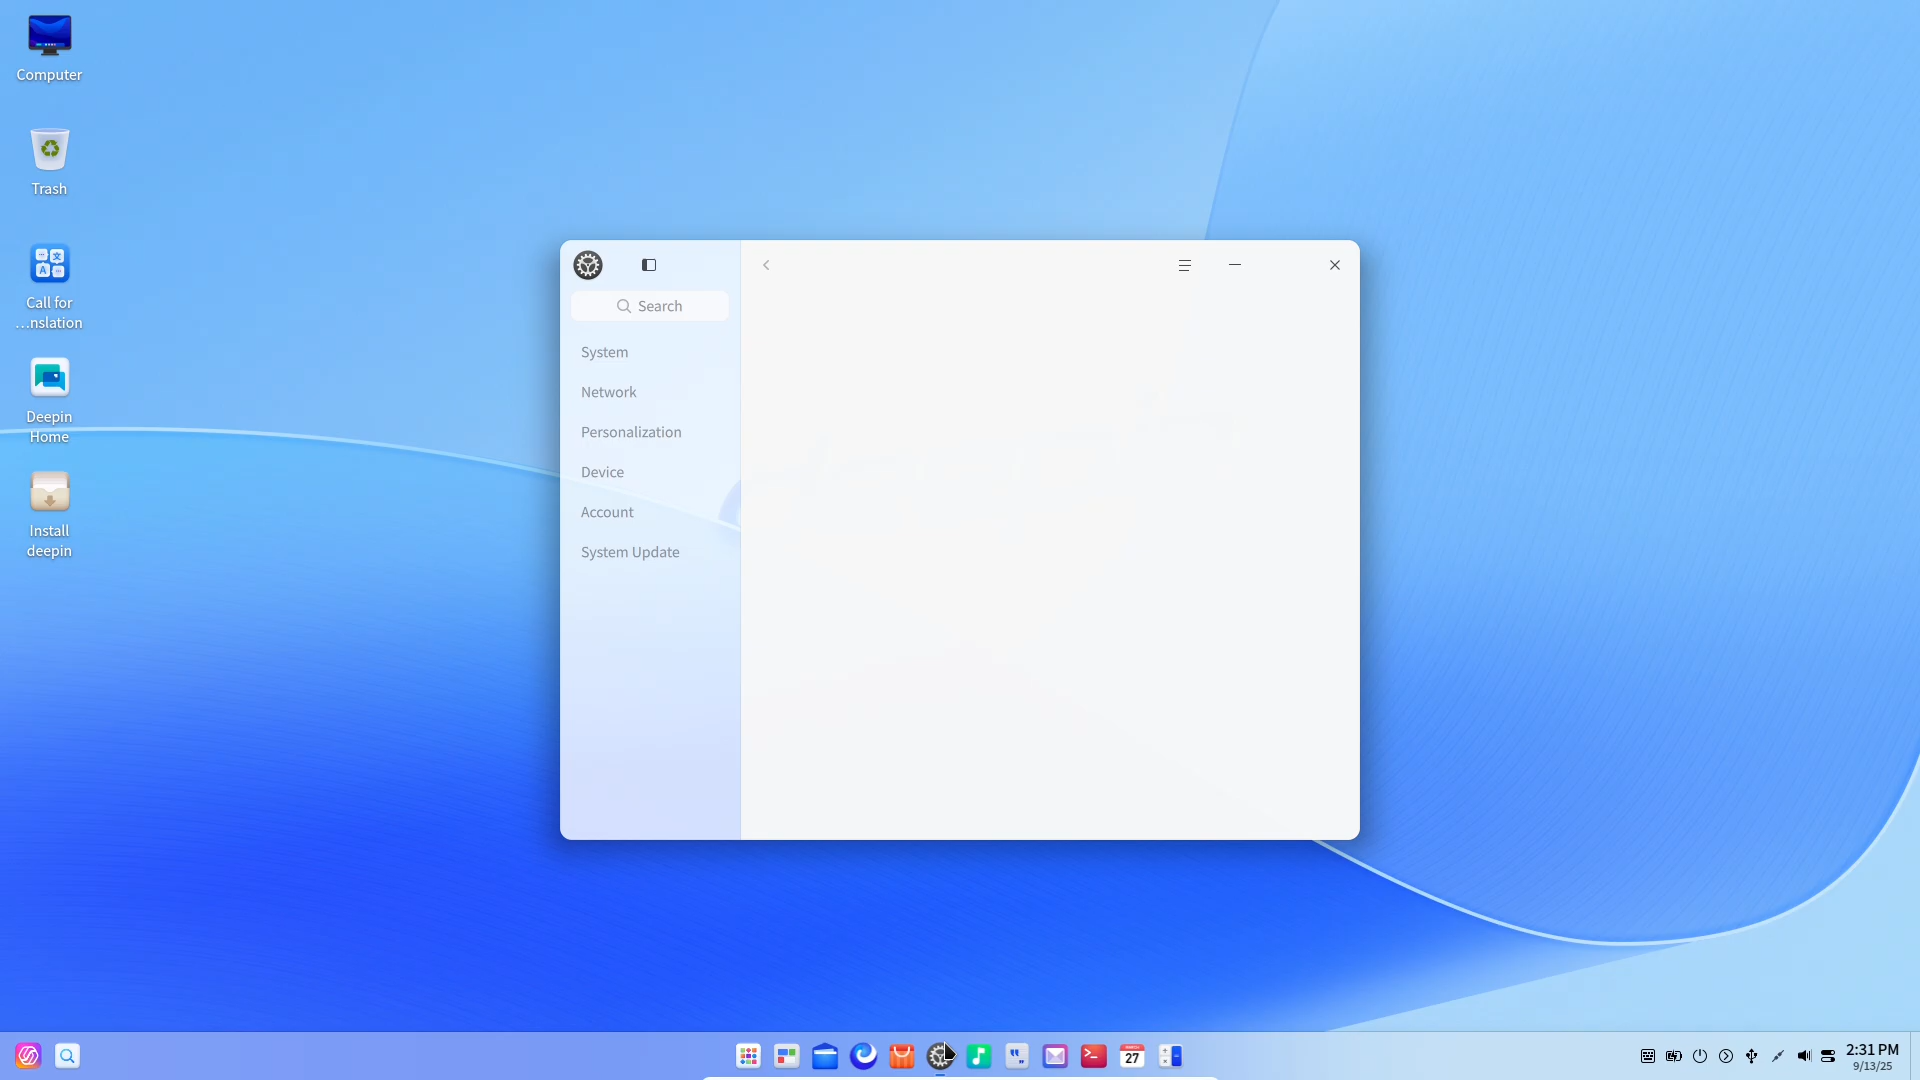 Computer
Trash
Call for
...nslation
Deepin
Home
Install
deepin
Search
System
Network
Personalization
Device
Account
System Update
27
2:31 PM
9/13/25